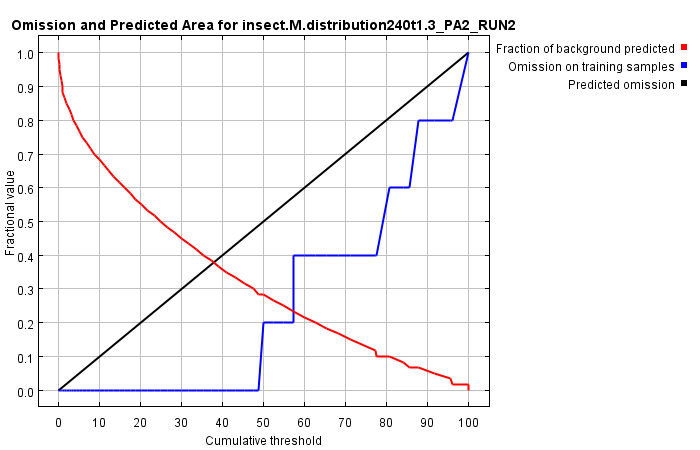 Omission and Predicted Area for insect.M.distribution240t1.3_PA2_RUN2
Fraction of background predicted
Omission on training samples
Predicted omission
Fractional value
1.0
0.9
0.8
0.7
0.6
0.5
0.4
0.3
0.2
0.1
0.0
0 10 20 30 40 50 60 70 80 90 100
Cumulative threshold